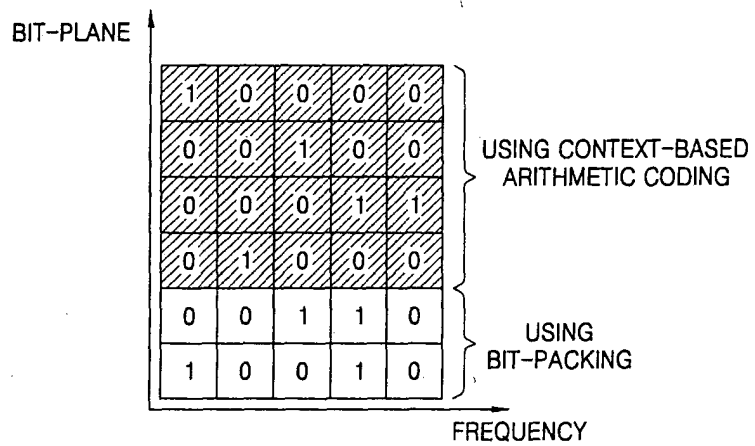 BIT-PLANE
1 0 0 0 0
0 0 1 0 0
0 0 0 1 1
0 1 0 0 0
USING CONTEXT-BASED
ARITHMETIC CODING
0 0 1 1 0
1 0 0 1 0
USING
BIT-PACKING
FREQUENCY